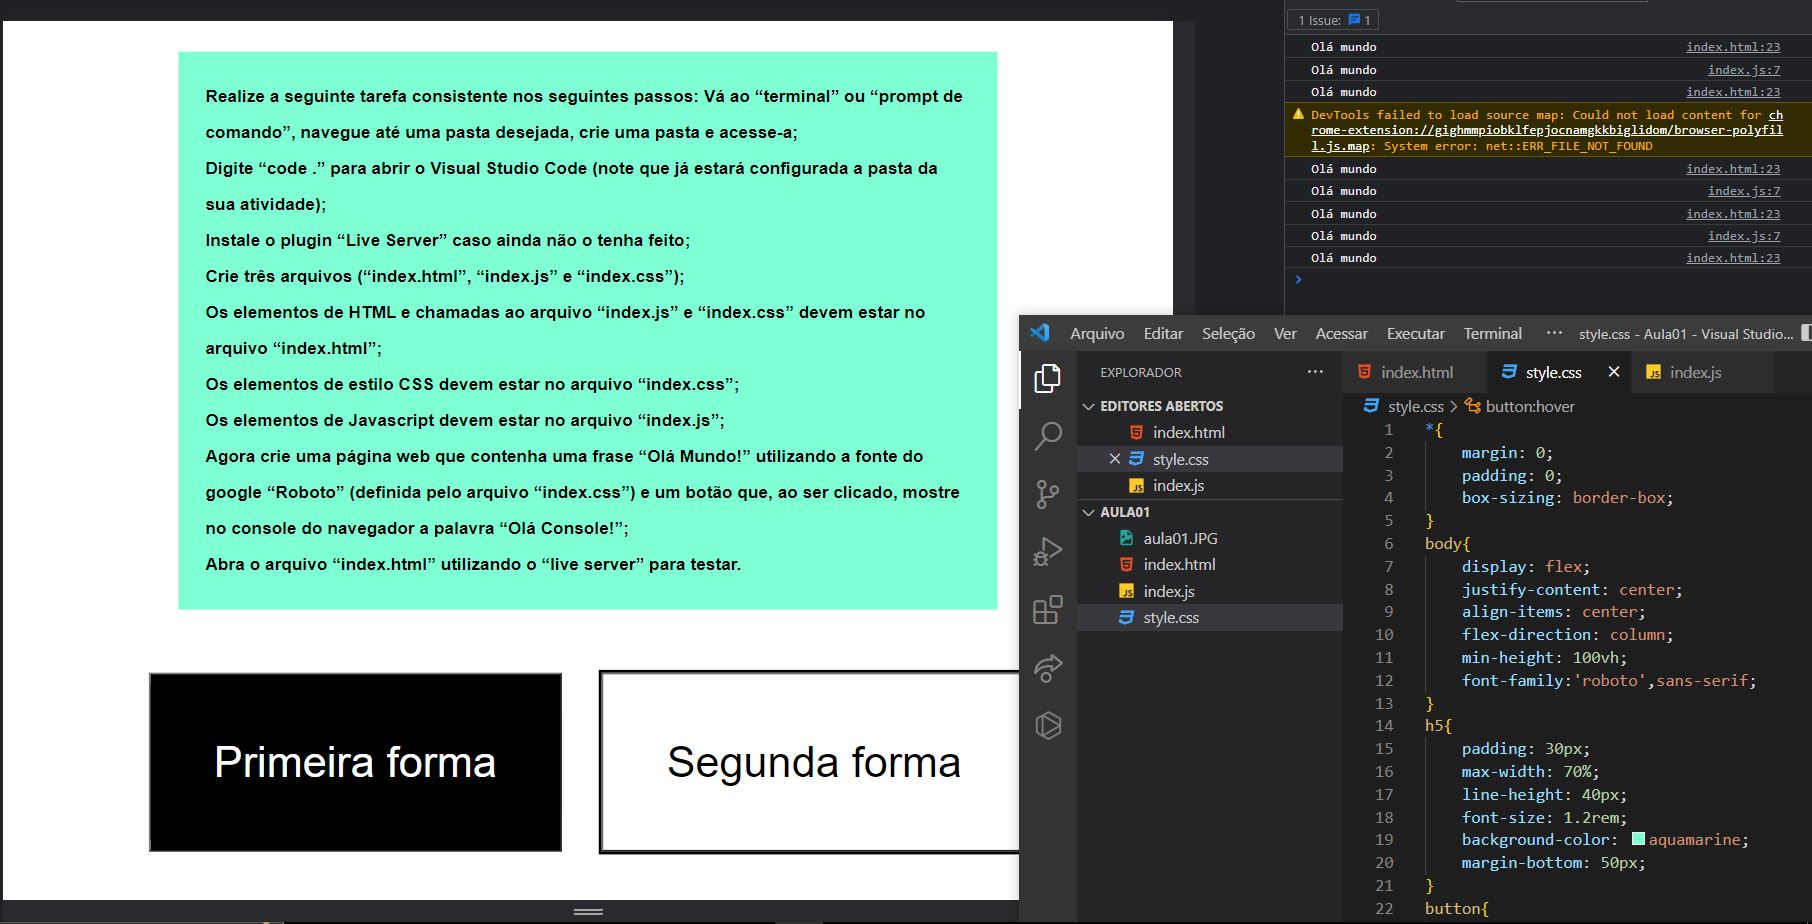 Realize a seguinte tarefa consistente nos seguintes passos: Vá ao “terminal” ou “prompt de
comando”, navegue até uma pasta desejada, crie uma pasta e acesse-a;
Digite “code .” para abrir o Visual Studio Code (note que já estará configurada a pasta da
sua atividade);
Instale o plugin “Live Server” caso ainda não o tenha feito;
Crie três arquivos (“index.html”, “index.js” e “index.css”);
Os elementos de HTML e chamadas ao arquivo “index.js” e “index.css” devem estar no
arquivo “index.html”;
Os elementos de estilo CSS devem estar no arquivo “index.css”;
Os elementos de Javascript devem estar no arquivo “index.js”;
Agora crie uma página web que contenha uma frase “Olá Mundo!” utilizando a fonte do
google “Roboto” (definida pelo arquivo “index.css”) e um botão que, ao ser clicado, mostre
no console do navegador a palavra “Olá Console!”;
Abra o arquivo “index.html” utilizando o “live server” para testar.
Primeira forma
Segunda forma
1 Issue: 1
Olá mundo index.html:23
Olá mundo index.js:7
Olá mundo index.html:23
DevTools failed to load source map: Could not load content for ch
rome-extension://gighmmpiobklfepjocnamgkkbiglidom/browser-polyfil
l.js.map: System error: net::ERR_FILE_NOT_FOUND
Olá mundo index.html:23
Olá mundo index.js:7
Olá mundo index.html:23
Olá mundo index.js:7
Olá mundo index.html:23
Arquivo Editar Seleção Ver Acessar Executar Terminal ··· style.css - Aula01 - Visual Studio...
EXPLORADOR ···
EDITORES ABERTOS
index.html
style.css
index.js
AULA01
aula01.JPG
index.html
index.js
style.css
index.html style.css index.js
style.css > button:hover
1 *{
2 margin: 0;
3 padding: 0;
4 box-sizing: border-box;
5 }
6 body{
7 display: flex;
8 justify-content: center;
9 align-items: center;
10 flex-direction: column;
11 min-height: 100vh;
12 font-family:'roboto',sans-serif;
13 }
14 h5{
15 padding: 30px;
16 max-width: 70%;
17 line-height: 40px;
18 font-size: 1.2rem;
19 background-color: aquamarine;
20 margin-bottom: 50px;
21 }
22 button{